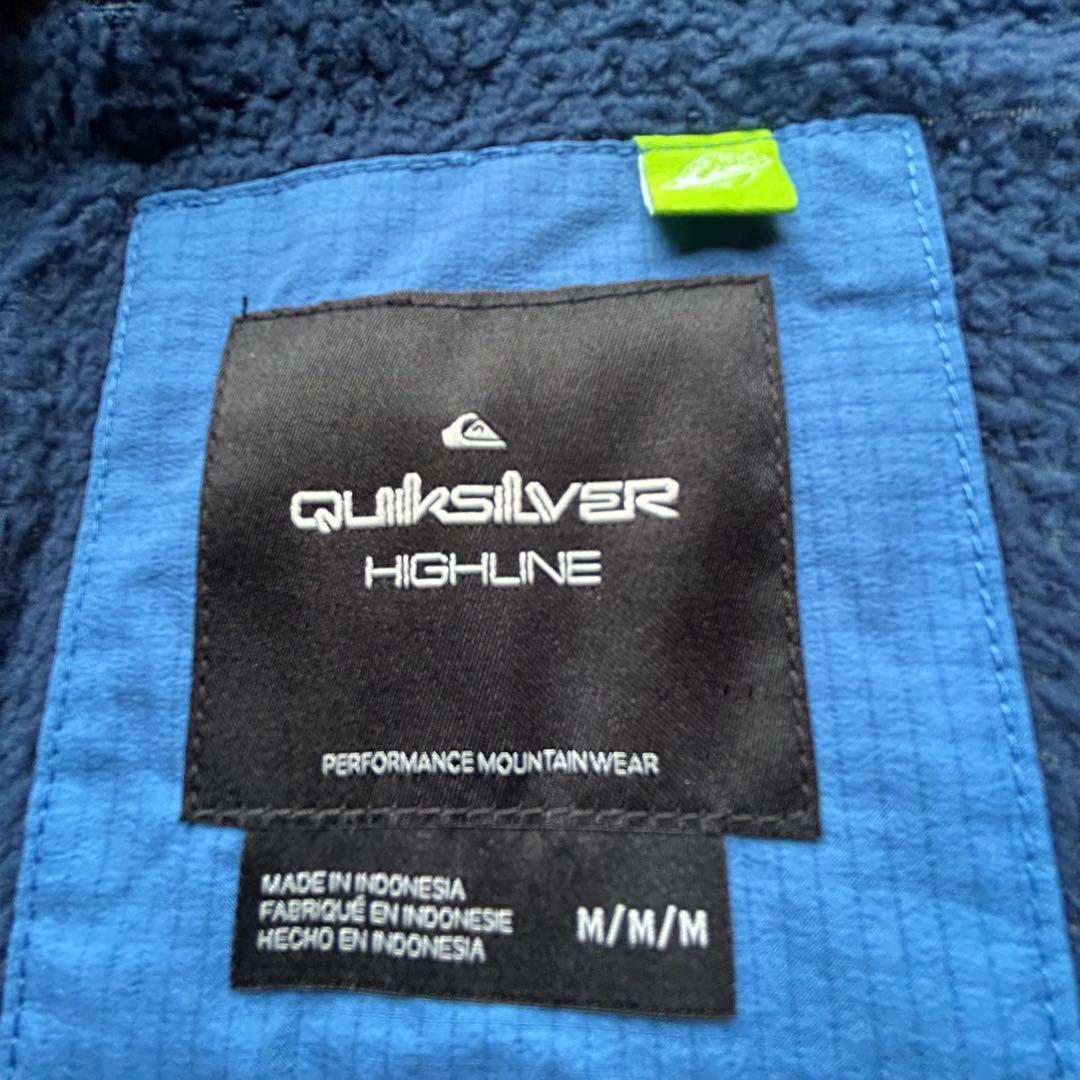 QUIKSILVER
HIGHLINE
PERFORMANCE MOUNTAINWEAR
MADE IN INDONESIA
FABRIQUÉ EN INDONESIE
HECHO EN INDONESIA
M/M/M